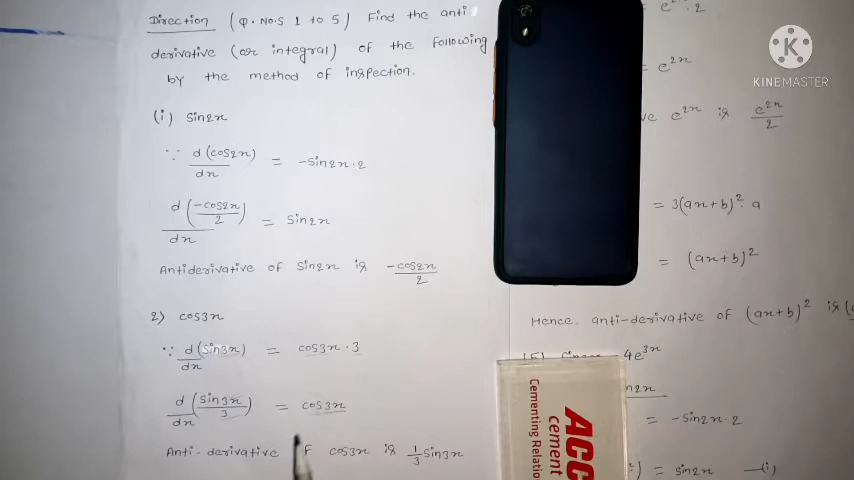 Direction (Q. No.S 1 to 5) Find the anti
derivative (or integral) of the following
by the method of inspection.
(i) sin2x
∵ d(cos2x)/dx = -sin2x·2
d(-cos2x/2)/dx = sin2x
Antiderivative of sin2x is -cos2x/2
2) cos3x
∵ d(sin3x)/dx = cos3x·3
d/dx (sin3x/3) = cos3x
Anti-derivative of cos3x is 1/3 sin3x
·2
= e^2x
e^2x is e^2x/2
= 3(ax+b)^2·a
= (ax+b)^2
Hence, anti-derivative of (ax+b)^2 is
4e^3x
= -sin2x·2
= sin2x —(i)
K
KINEMASTER
ACC
cement
Cementing Relatio